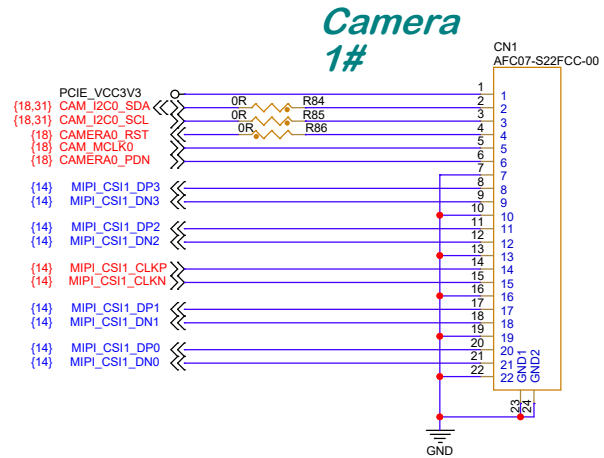 Camera
1#
CN1
AFC07-S22FCC-00
PCIE_VCC3V3 1 1
{18,31} CAM_I2C0_SDA 0R R84 2 2
{18,31} CAM_I2C0_SCL 0R R85 3 3
{18} CAMERA0_RST 0R R86 4 4
{18} CAM_MCLK0 5 5
{18} CAMERA0_PDN 6 6
7 7
{14} MIPI_CSI1_DP3 8 8
{14} MIPI_CSI1_DN3 9 9
10 10
{14} MIPI_CSI1_DP2 11 11
{14} MIPI_CSI1_DN2 12 12
13 13
{14} MIPI_CSI1_CLKP 14 14
{14} MIPI_CSI1_CLKN 15 15
16 16
{14} MIPI_CSI1_DP1 17 17
{14} MIPI_CSI1_DN1 18 18
19 19
{14} MIPI_CSI1_DP0 20 20
{14} MIPI_CSI1_DN0 21 21
22 22
GND1
GND2
23
24
GND